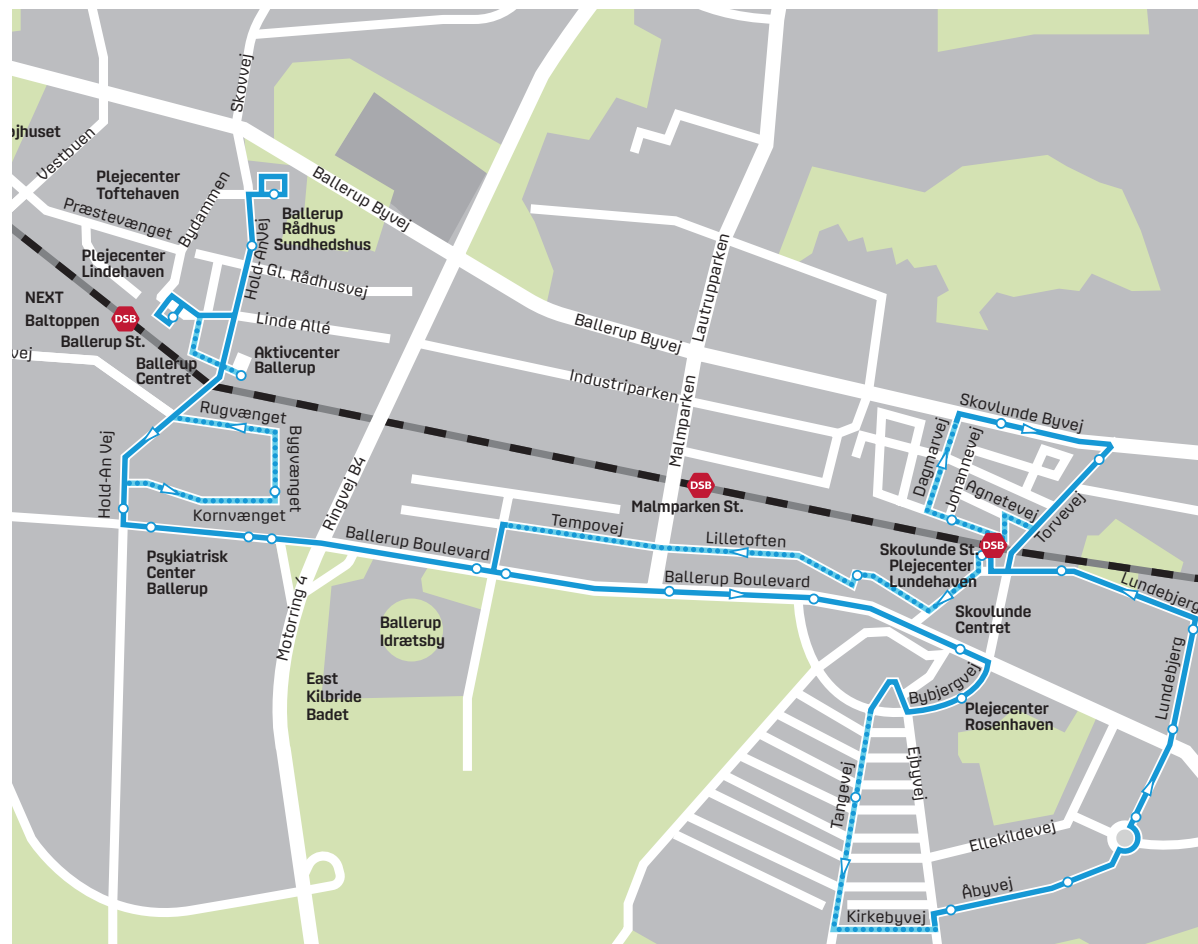 Skovvej
ojhuset
Vestbuen
Plejecenter
Toftehaven
Bydammen
Præstevænget
Ballerup Byvej
Ballerup
Rådhus
Sundhedshus
Hold-An Vej
Plejecenter
Lindehaven
Gl. Rådhusvej
NEXT
Baltoppen
DSB
Ballerup St.
Linde Allé
vej
Ballerup
Centret
Aktivcenter
Ballerup
Lautrupparken
Ballerup Byvej
Industriparken
Malmparken
Rugvænget
Bygvænget
Hold-An Vej
Kornvænget
Ringvej B4
DSB
Malmparken St.
Skovlunde Byvej
Dagmarvej
Johannevej
Agnetevej
Torvevej
Tempovej
Lilletoften
Ballerup Boulevard
Ballerup Boulevard
DSB
Skovlunde St.
Plejecenter
Lundehaven
Skovlunde
Centret
Lundebjerg
Lundebjerg
Psykiatrisk
Center
Ballerup
Motorring 4
Ballerup
Idrætsby
East
Kilbride
Badet
Bybjergvej
Plejecenter
Rosenhaven
Tangevej
Ejbyvej
Ellekildevej
Åbyvej
Kirkebyvej